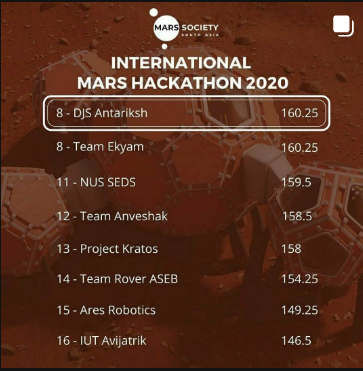 MARS SOCIETY
SOUTH ASIA
INTERNATIONAL
MARS HACKATHON 2020
8 - DJS Antariksh 160.25
8 - Team Ekyam 160.25
11 - NUS SEDS 159.5
12 - Team Anveshak 158.5
13 - Project Kratos 158
14 - Team Rover ASEB 154.25
15 - Ares Robotics 149.25
16 - IUT Avijatrik 146.5